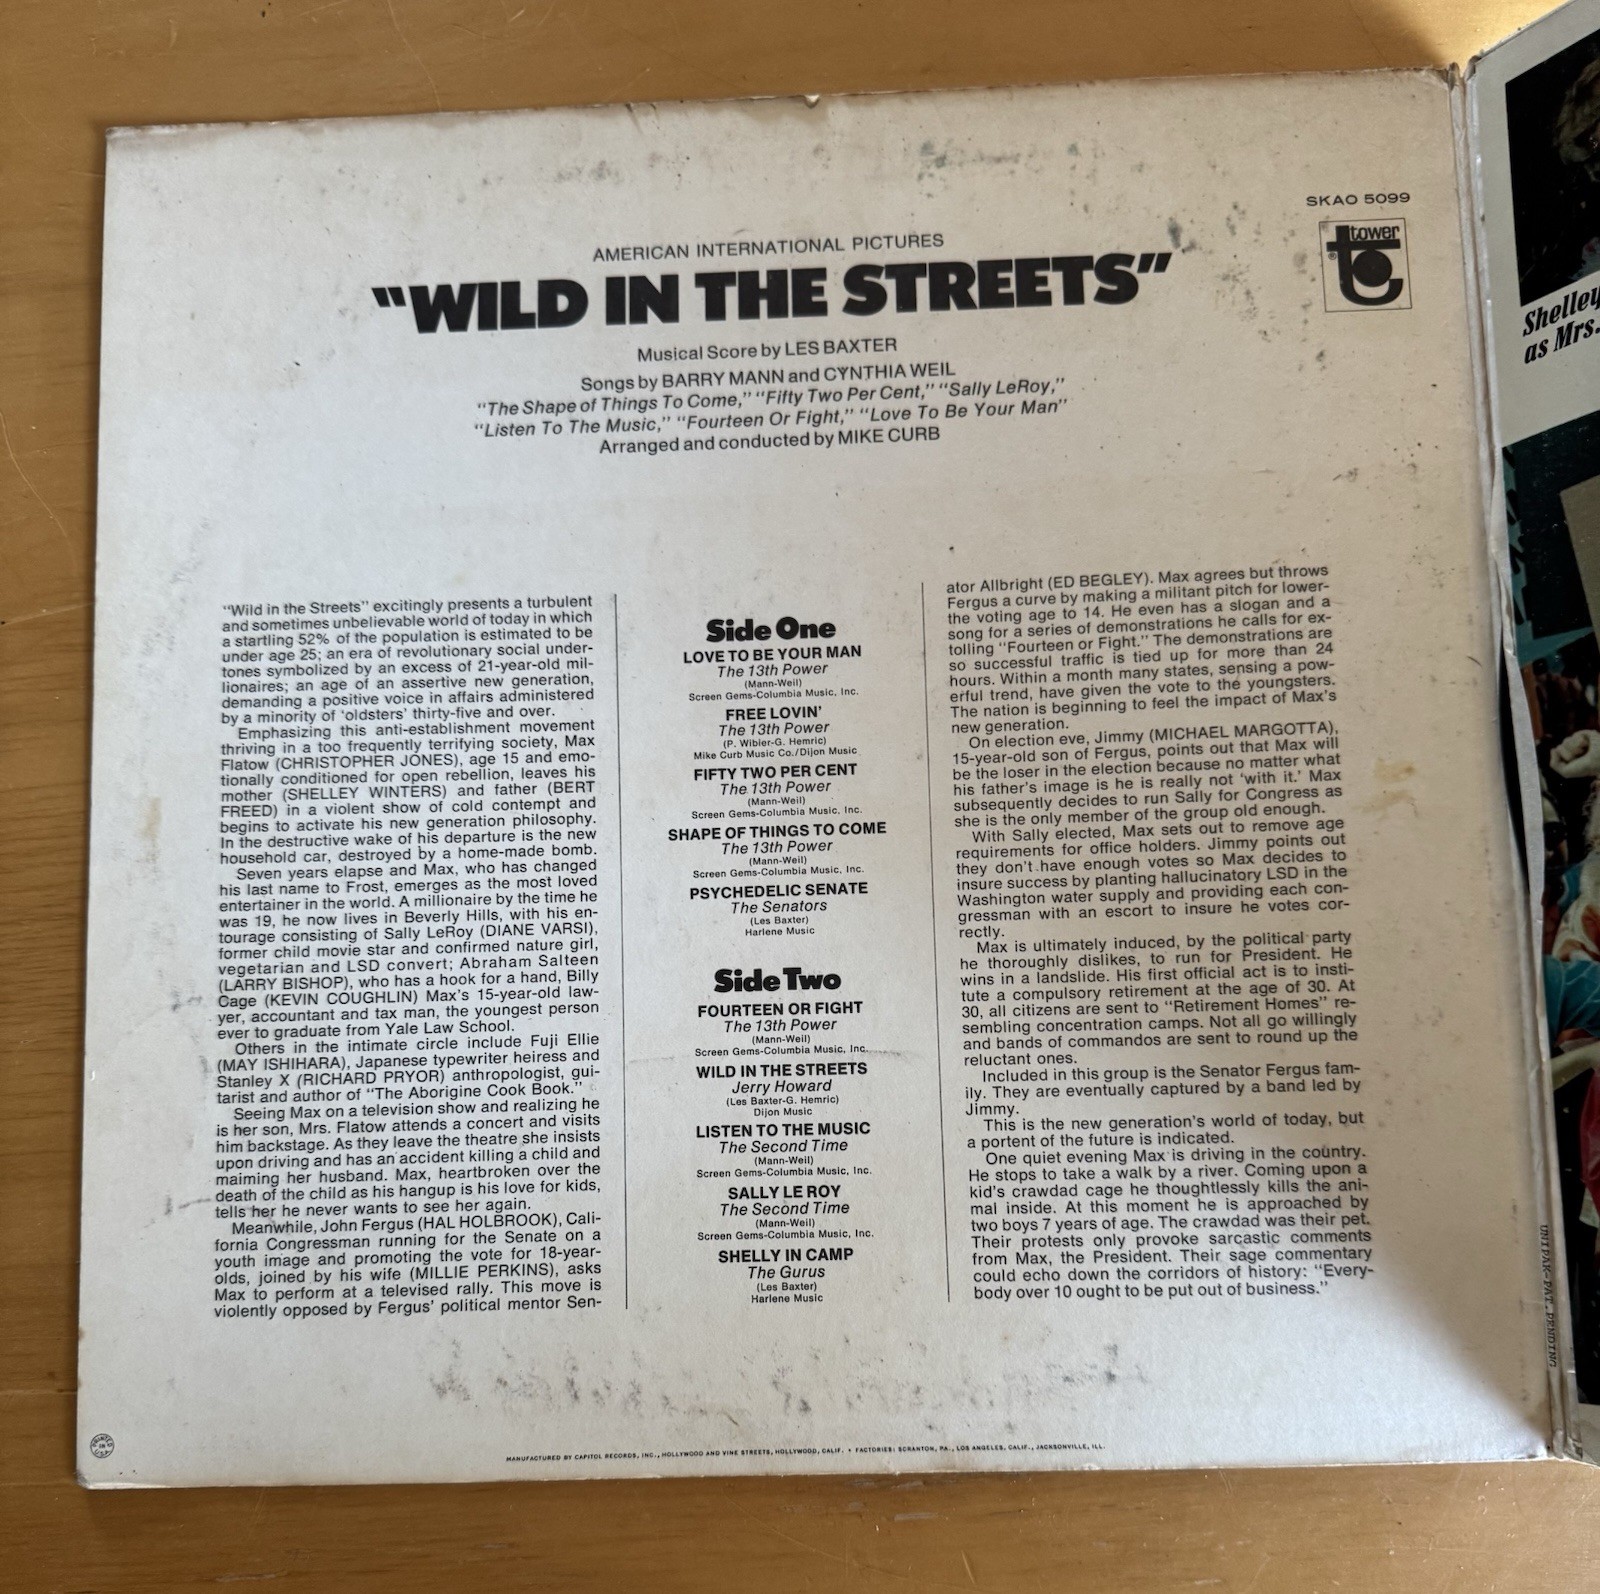 SKAO 5099
tower
AMERICAN INTERNATIONAL PICTURES
"WILD IN THE STREETS"
Musical Score by LES BAXTER
Songs by BARRY MANN and CYNTHIA WEIL
"The Shape of Things To Come," "Fifty Two Per Cent," "Sally LeRoy,"
"Listen To The Music," "Fourteen Or Fight," "Love To Be Your Man"
Arranged and conducted by MIKE CURB
"Wild in the Streets" excitingly presents a turbulent
and sometimes unbelievable world of today in which
a startling 52% of the population is estimated to be
under age 25; an era of revolutionary social under-
tones symbolized by an excess of 21-year-old mil-
lionaires; an age of an assertive new generation,
demanding a positive voice in affairs administered
by a minority of 'oldsters' thirty-five and over.
Emphasizing this anti-establishment movement
thriving in a too frequently terrifying society, Max
Flatow (CHRISTOPHER JONES), age 15 and emo-
tionally conditioned for open rebellion, leaves his
mother (SHELLEY WINTERS) and father (BERT
FREED) in a violent show of cold contempt and
begins to activate his new generation philosophy.
In the destructive wake of his departure is the new
household car, destroyed by a home-made bomb.
Seven years elapse and Max, who has changed
his last name to Frost, emerges as the most loved
entertainer in the world. A millionaire by the time he
was 19, he now lives in Beverly Hills, with his en-
tourage consisting of Sally LeRoy (DIANE VARSI),
former child movie star and confirmed nature girl,
vegetarian and LSD convert; Abraham Salteen
(LARRY BISHOP), who has a hook for a hand, Billy
Cage (KEVIN COUGHLIN) Max's 15-year-old law-
yer, accountant and tax man, the youngest person
ever to graduate from Yale Law School.
Others in the intimate circle include Fuji Ellie
(MAY ISHIHARA), Japanese typewriter heiress and
Stanley X (RICHARD PRYOR) anthropologist, gui-
tarist and author of "The Aborigine Cook Book."
Seeing Max on a television show and realizing he
is her son, Mrs. Flatow attends a concert and visits
him backstage. As they leave the theatre she insists
upon driving and has an accident killing a child and
maiming her husband. Max, heartbroken over the
death of the child as his hangup is his love for kids,
tells her he never wants to see her again.
Meanwhile, John Fergus (HAL HOLBROOK), Cali-
fornia Congressman running for the Senate on a
youth image and promoting the vote for 18-year-
olds, joined by his wife (MILLIE PERKINS), asks
Max to perform at a televised rally. This move is
violently opposed by Fergus' political mentor Sen-
Side One
LOVE TO BE YOUR MAN
The 13th Power
(Mann-Weil)
Screen Gems-Columbia Music, Inc.
FREE LOVIN'
The 13th Power
(P. Wibler-G. Hemric)
Mike Curb Music Co./Dijon Music
FIFTY TWO PER CENT
The 13th Power
(Mann-Weil)
Screen Gems-Columbia Music, Inc.
SHAPE OF THINGS TO COME
The 13th Power
(Mann-Weil)
Screen Gems-Columbia Music, Inc.
PSYCHEDELIC SENATE
The Senators
(Les Baxter)
Harlene Music
Side Two
FOURTEEN OR FIGHT
The 13th Power
(Mann-Weil)
Screen Gems-Columbia Music, Inc.
WILD IN THE STREETS
Jerry Howard
(Les Baxter-G. Hemric)
Dijon Music
LISTEN TO THE MUSIC
The Second Time
(Mann-Weil)
Screen Gems-Columbia Music, Inc.
SALLY LE ROY
The Second Time
(Mann-Weil)
Screen Gems-Columbia Music, Inc.
SHELLY IN CAMP
The Gurus
(Les Baxter)
Harlene Music
ator Allbright (ED BEGLEY). Max agrees but throws
Fergus a curve by making a militant pitch for lower-
the voting age to 14. He even has a slogan and a
song for a series of demonstrations he calls for ex-
tolling "Fourteen or Fight." The demonstrations are
so successful traffic is tied up for more than 24
hours. Within a month many states, sensing a pow-
erful trend, have given the vote to the youngsters.
The nation is beginning to feel the impact of Max's
new generation.
On election eve, Jimmy (MICHAEL MARGOTTA),
15-year-old son of Fergus, points out that Max will
be the loser in the election because no matter what
his father's image is he is really not 'with it.' Max
subsequently decides to run Sally for Congress as
she is the only member of the group old enough.
With Sally elected, Max sets out to remove age
requirements for office holders. Jimmy points out
they don't have enough votes so Max decides to
insure success by planting hallucinatory LSD in the
Washington water supply and providing each con-
gressman with an escort to insure he votes cor-
rectly.
Max is ultimately induced, by the political party
he thoroughly dislikes, to run for President. He
wins in a landslide. His first official act is to insti-
tute a compulsory retirement at the age of 30. At
30, all citizens are sent to "Retirement Homes" re-
sembling concentration camps. Not all go willingly
and bands of commandos are sent to round up the
reluctant ones.
Included in this group is the Senator Fergus fam-
ily. They are eventually captured by a band led by
Jimmy.
This is the new generation's world of today, but
a portent of the future is indicated.
One quiet evening Max is driving in the country.
He stops to take a walk by a river. Coming upon a
kid's crawdad cage he thoughtlessly kills the ani-
mal inside. At this moment he is approached by
two boys 7 years of age. The crawdad was their pet.
Their protests only provoke sarcastic comments
from Max, the President. Their sage commentary
could echo down the corridors of history: "Every-
body over 10 ought to be put out of business."
PRINTED IN U.S.A.
MANUFACTURED BY CAPITOL RECORDS, INC., HOLLYWOOD AND VINE STREETS, HOLLYWOOD, CALIF. • FACTORIES: SCRANTON, PA., LOS ANGELES, CALIF., JACKSONVILLE, ILL.
UNIPAK-PAT. PENDING
Shelley
as Mrs.